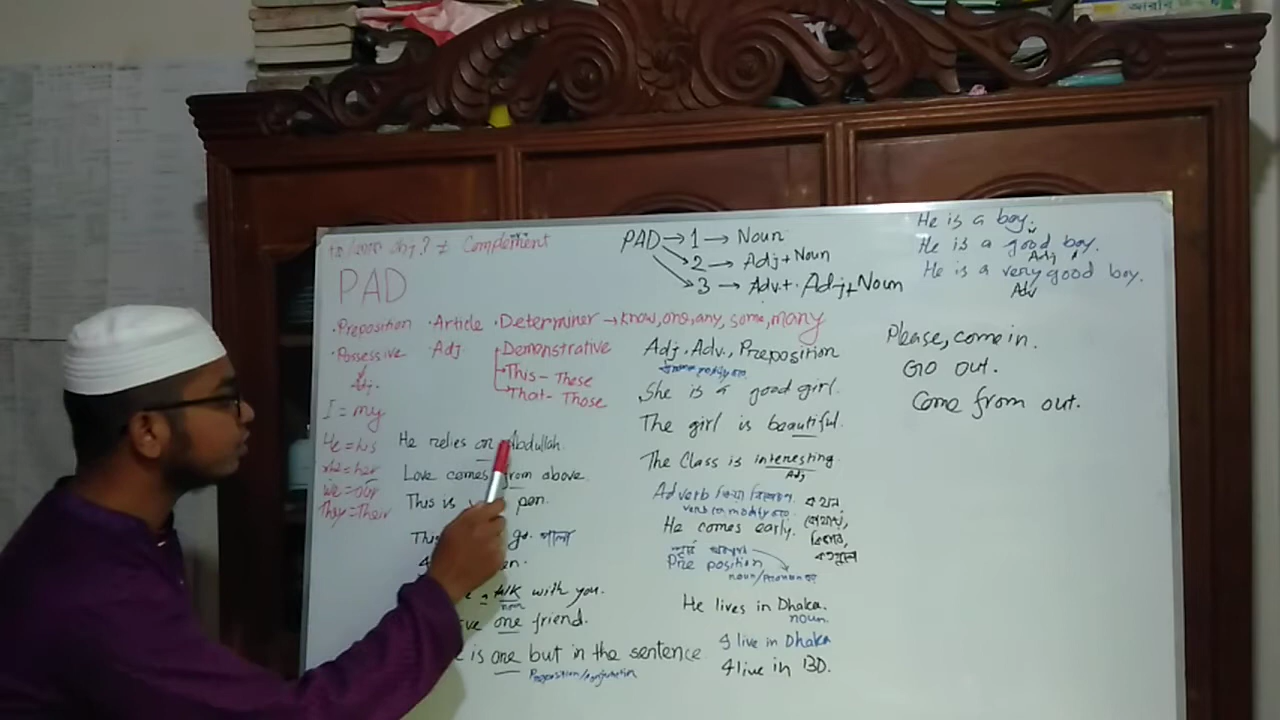 Complement
PAD
·Preposition ·Article ·Determiner → know, one, any, some, many
·Possessive ·Adj
Adj.
Demonstrative
This - These
That - Those
I = my
He = his
she = her
we = our
They = Their
He relies on Abdullah.
Love comes from above.
This is pen.
talk with you.
noun
one friend.
is one but in the sentence
Preposition/conjunction
PAD → 1 → Noun
2 → Adj + Noun
3 → Adv + Adj + Noun
Adj, Adv, Preposition
She is a good girl.
The girl is beautiful.
The Class is interesting.
Adj
Adverb
verb modify
He comes early.
Pre position
noun/pronoun
He lives in Dhaka.
noun.
I live in Dhaka
I live in BD.
He is a boy.
He is a good boy.
Adj
He is a very good boy.
Adv
Please, come in.
Go out.
Come from out.